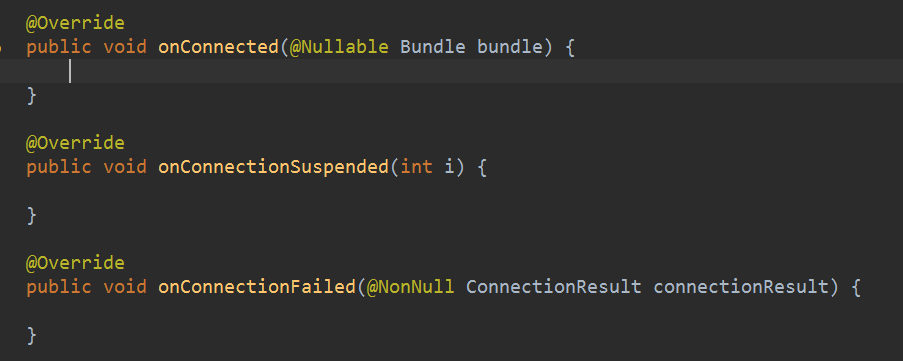 @Override
public void onConnected(@Nullable Bundle bundle) {
}
@Override
public void onConnectionSuspended(int i) {
}
@Override
public void onConnectionFailed(@NonNull ConnectionResult connectionResult) {
}